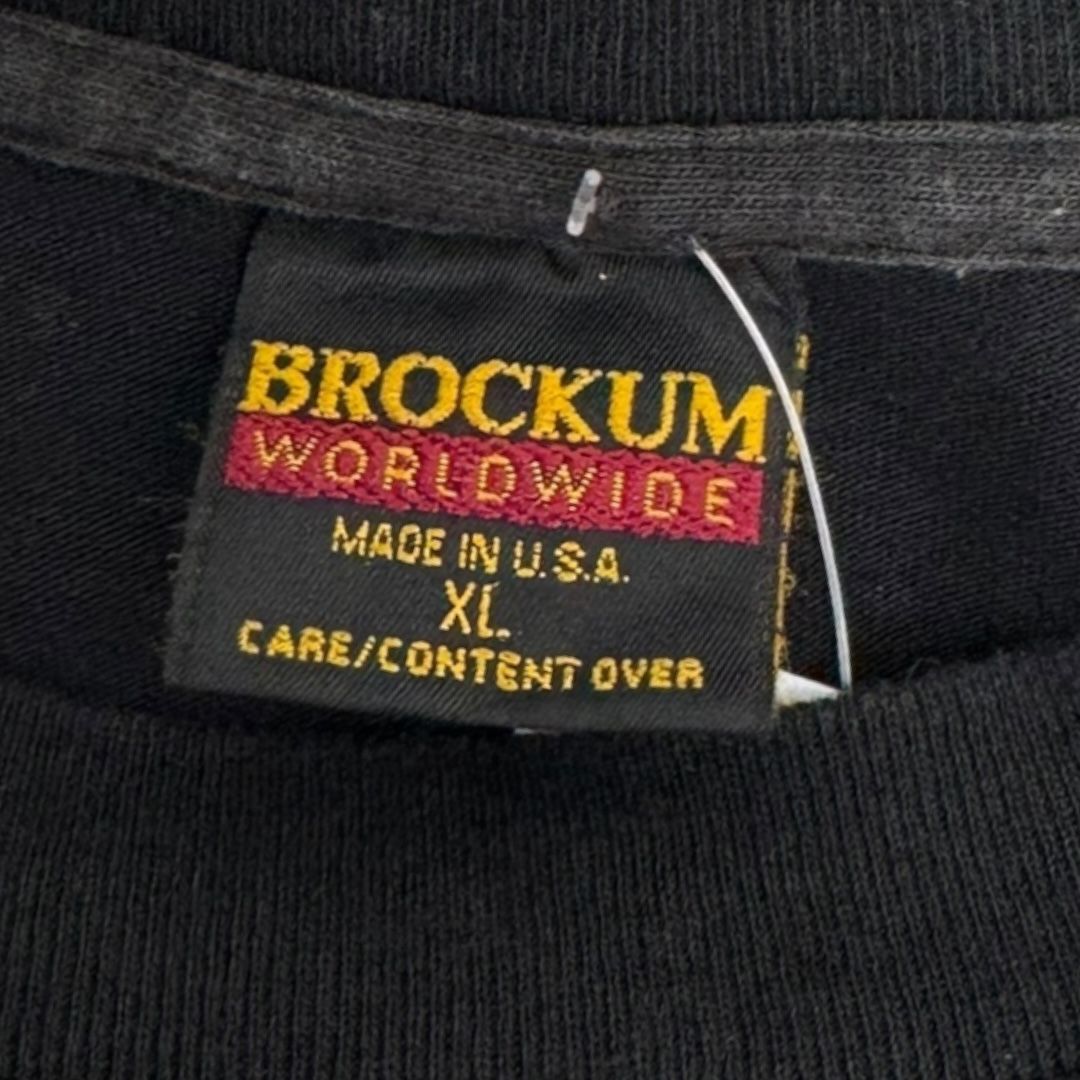 BROCKUM
WORLDWIDE
MADE IN U.S.A.
XL
CARE/CONTENT OVER